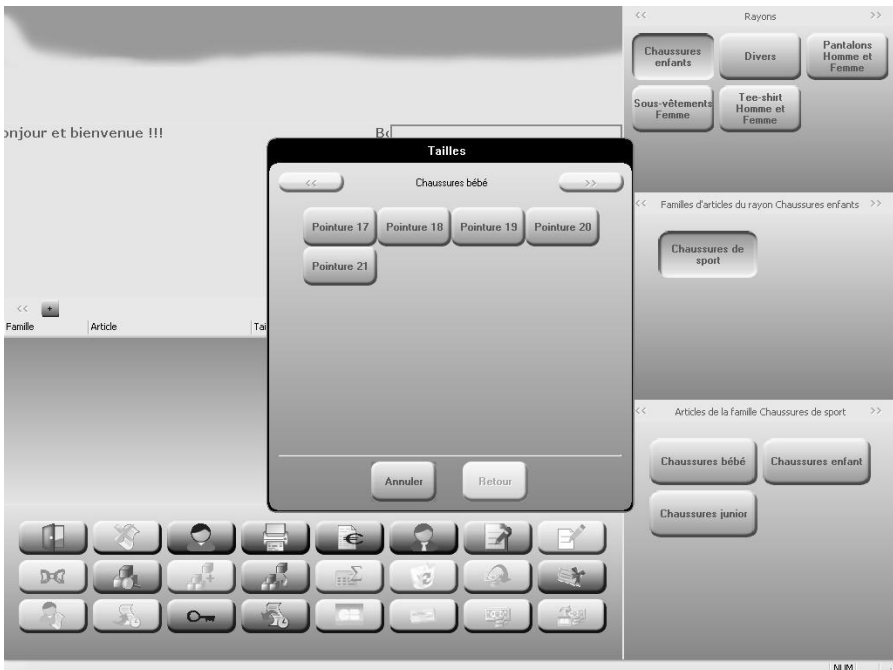 << Rayons >>
Chaussures
enfants
Divers
Pantalons
Homme et
Femme
Sous-vêtements
Femme
Tee-shirt
Homme et
Femme
onjour et bienvenue !!!
Tailles
<< Chaussures bébé >>
Pointure 17 Pointure 18 Pointure 19 Pointure 20
Pointure 21
Annuler Retour
<< Familles d'articles du rayon Chaussures enfants >>
Chaussures de
sport
<< +
Famille Article Tai
<< Articles de la famille Chaussures de sport >>
Chaussures bébé Chaussures enfant
Chaussures junior
€
Σ
CB
NUM